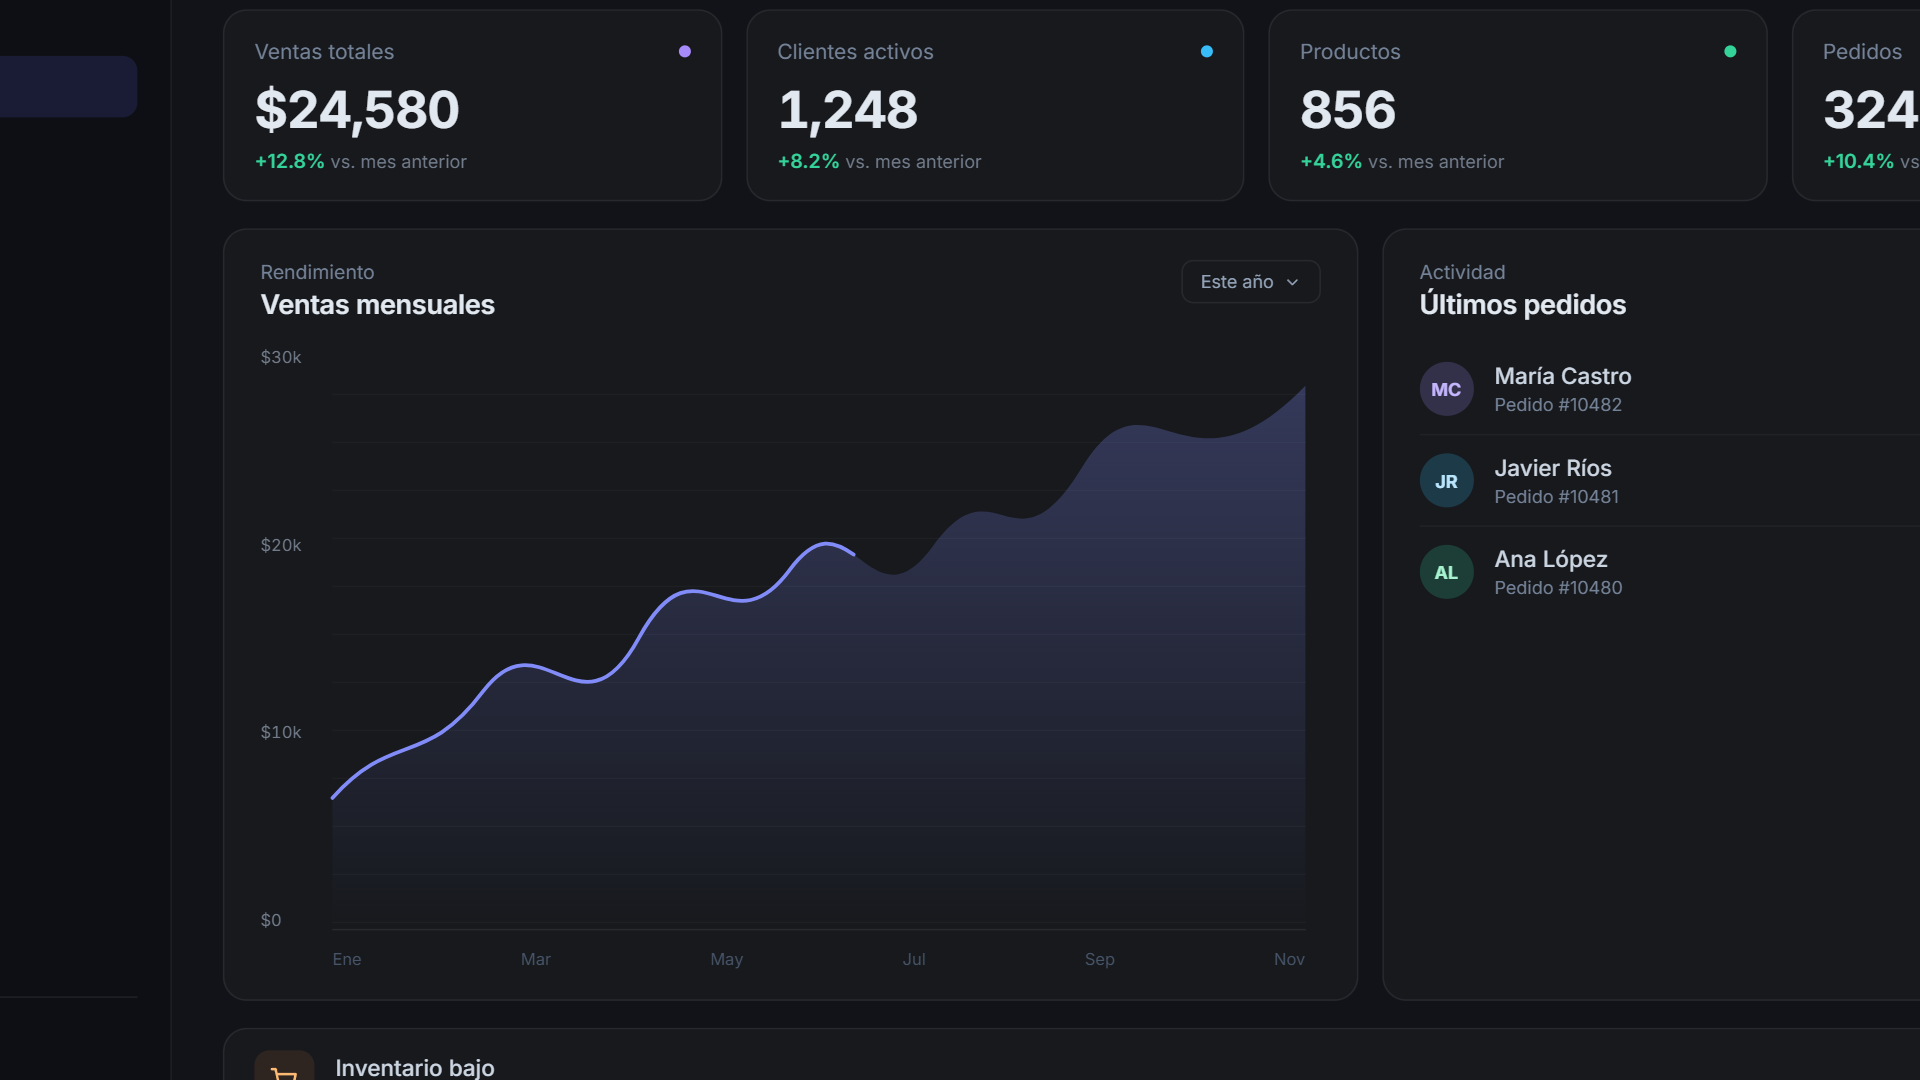 Ventas totales
$24,580
+12.8% vs. mes anterior
Clientes activos
1,248
+8.2% vs. mes anterior
Productos
856
+4.6% vs. mes anterior
Pedidos
324
+10.4% vs
Rendimiento
Ventas mensuales
Este año
$30k
$20k
$10k
$0
Ene
Mar
May
Jul
Sep
Nov
Actividad
Últimos pedidos
MC
María Castro
Pedido #10482
JR
Javier Ríos
Pedido #10481
AL
Ana López
Pedido #10480
Inventario bajo